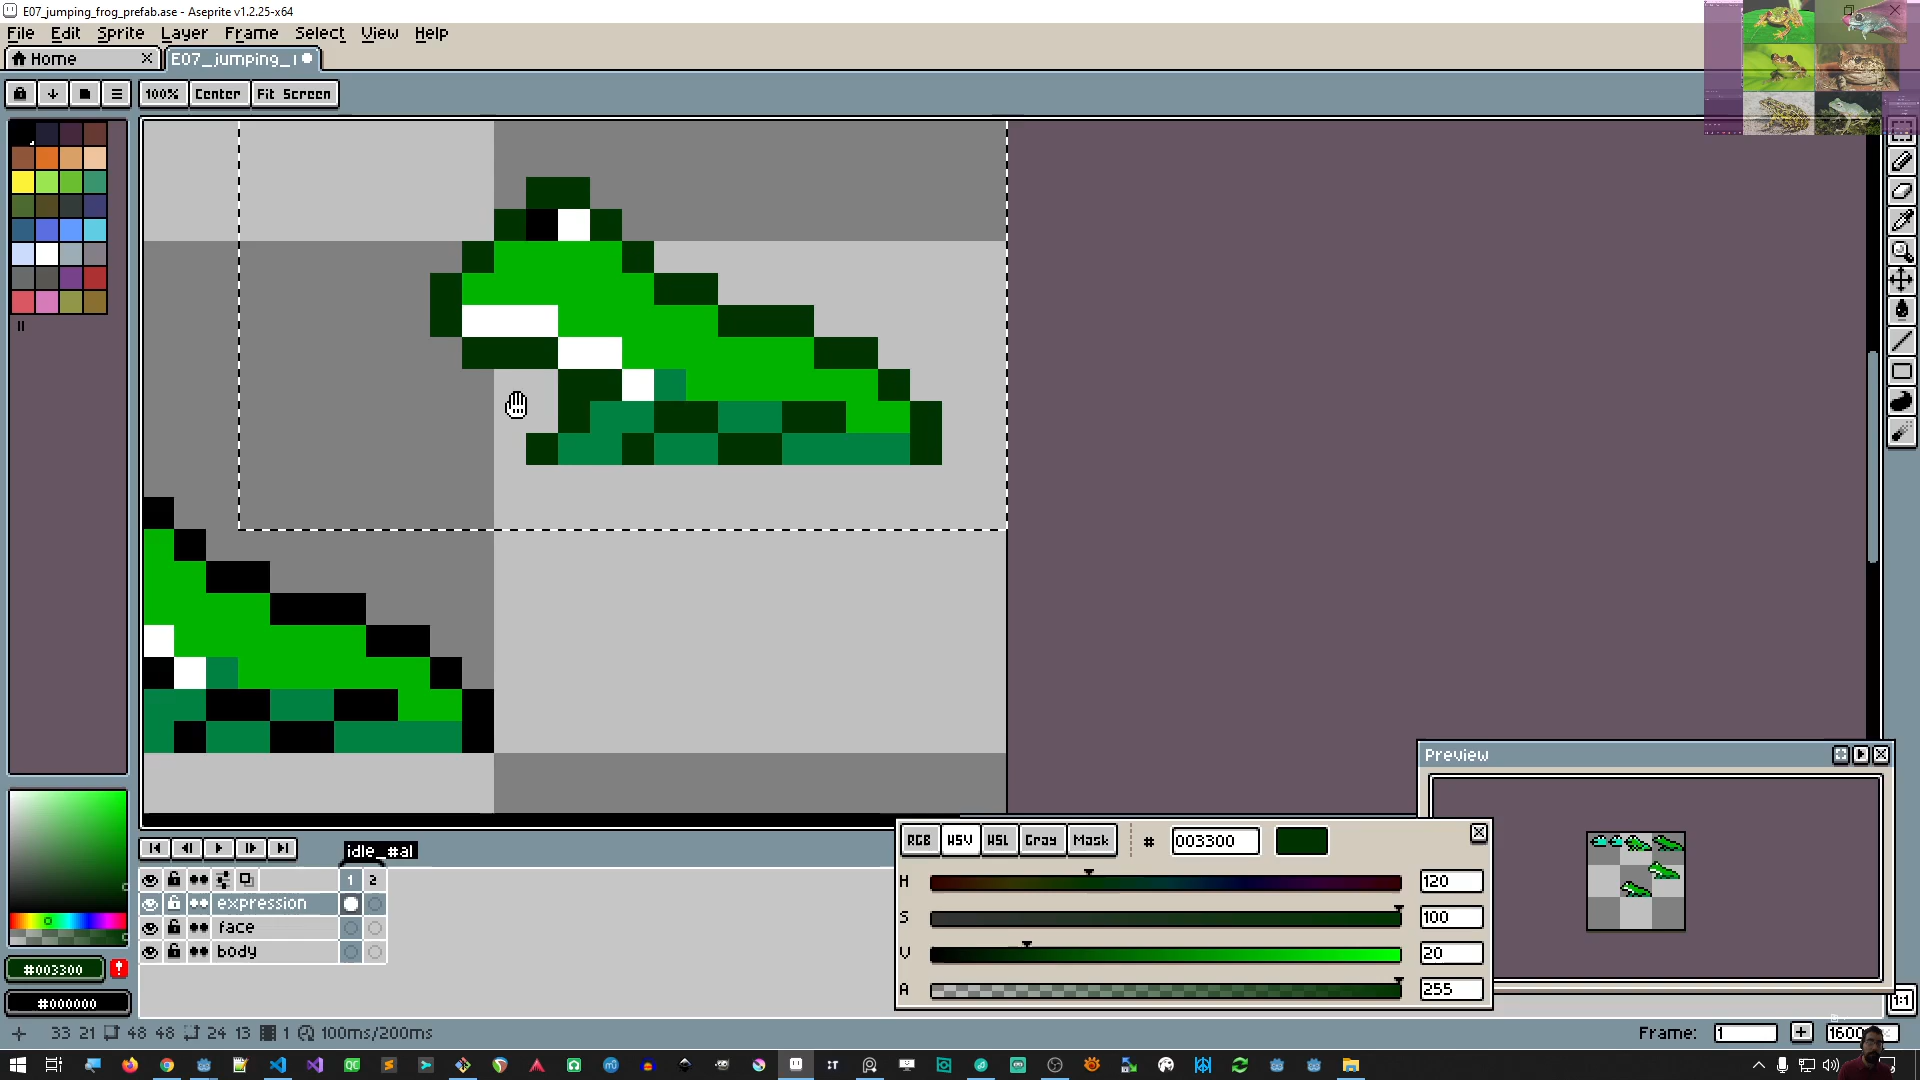 E07_jumping_frog_prefab.ase - Aseprite v1.2.25-x64
File Edit Sprite Layer Frame Select View Help
Home
E07_jumping_
100% Center Fit Screen
Preview
idle_#al
1 2
expression
face
body
RGB HSV HSL Gray Mask # 003300
H 120
S 100
V 20
A 255
#003300
#000000
1:1
33 21 48 48 24 13 1 100ms/200ms
Frame: 1